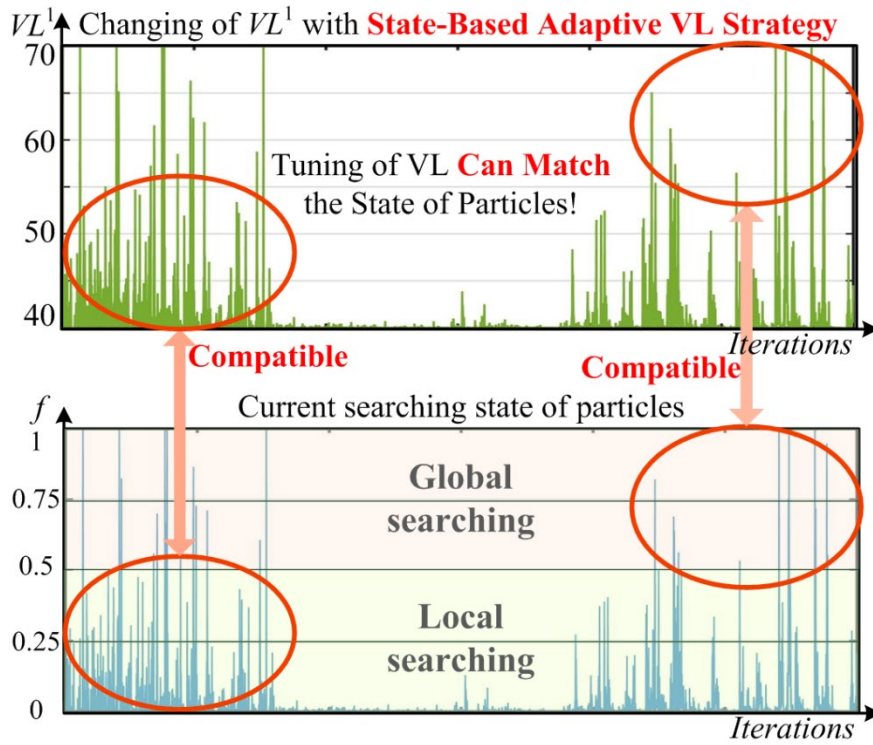 VL¹ Changing of VL¹ with State-Based Adaptive VL Strategy
70
60
Tuning of VL Can Match
the State of Particles!
50
40
Iterations
Compatible
Compatible
f
Current searching state of particles
1
Global
searching
0.75
0.5
Local
searching
0.25
0
Iterations